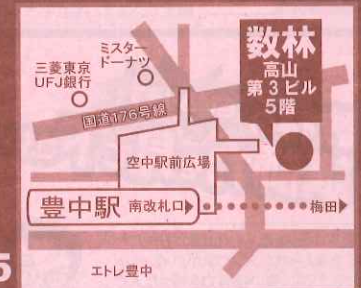 数林
高山
第3ビル
5階
ミスター
ドーナツ
三菱東京
UFJ銀行
国道176号線
空中駅前広場
豊中駅 南改札口▶
梅田▶
エトレ豊中
5